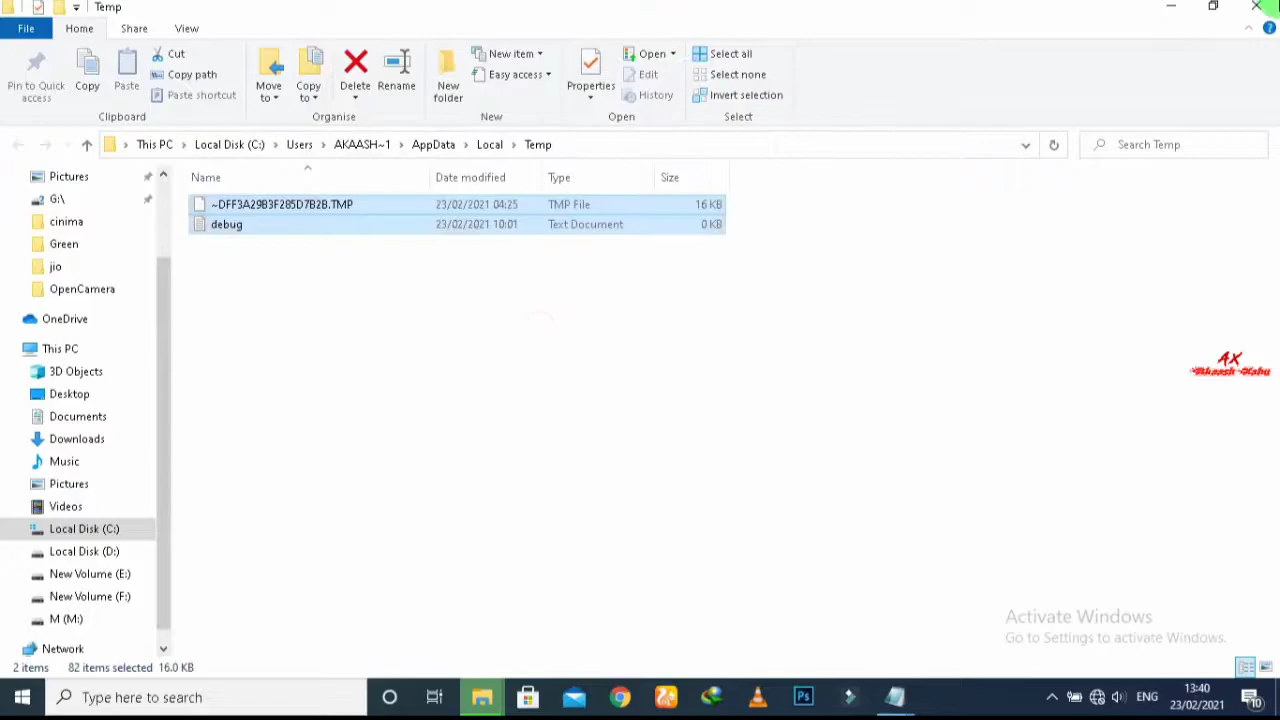 Temp
File Home Share View
Pin to Quick access
Copy
Paste
Cut
Copy path
Paste shortcut
Clipboard
Move to
Copy to
Delete
Rename
Organise
New folder
New item
Easy access
New
Properties
Open
Edit
History
Open
Select all
Select none
Invert selection
Select
This PC > Local Disk (C:) > Users > AKAASH~1 > AppData > Local > Temp
Search Temp
Name Date modified Type Size
~DFF3A29B3F285D7B2B.TMP 23/02/2021 04:25 TMP File 16 KB
debug 23/02/2021 10:01 Text Document 0 KB
Pictures
G:\
cinima
Green
jio
OpenCamera
OneDrive
This PC
3D Objects
Desktop
Documents
Downloads
Music
Pictures
Videos
Local Disk (C:)
Local Disk (D:)
New Volume (E:)
New Volume (F:)
M (M:)
Network
AX
Akaash
Activate Windows
Go to Settings to activate Windows.
2 items 82 items selected 16.0 KB
Type here to search
Ps
ENG
13:40
23/02/2021
10